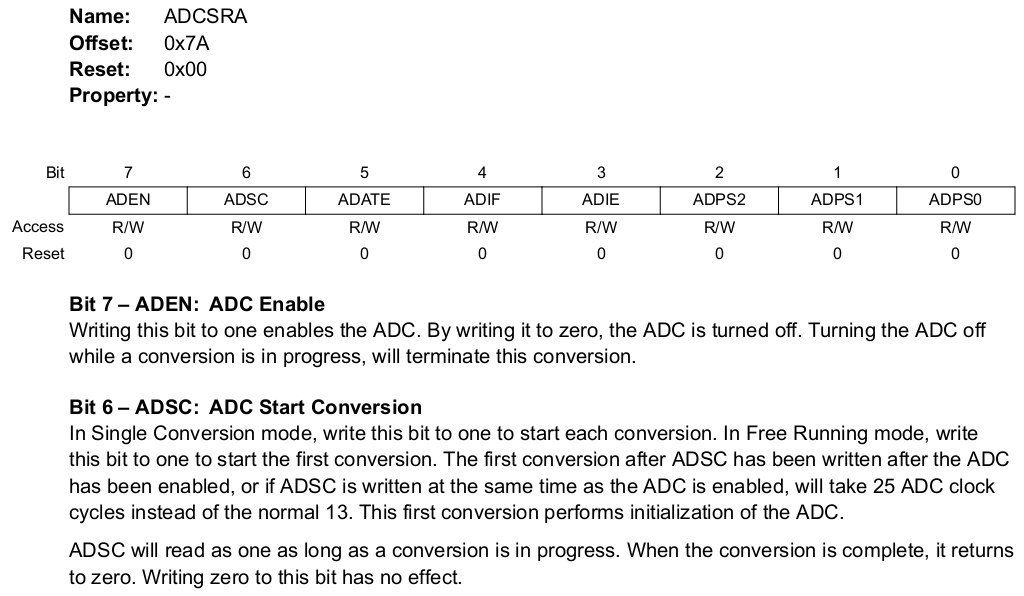 Name: ADCSRA
Offset: 0x7A
Reset: 0x00
Property: -
Bit 7 6 5 4 3 2 1 0
ADEN ADSC ADATE ADIF ADIE ADPS2 ADPS1 ADPS0
Access R/W R/W R/W R/W R/W R/W R/W R/W
Reset 0 0 0 0 0 0 0 0
Bit 7 – ADEN: ADC Enable
Writing this bit to one enables the ADC. By writing it to zero, the ADC is turned off. Turning the ADC off
while a conversion is in progress, will terminate this conversion.
Bit 6 – ADSC: ADC Start Conversion
In Single Conversion mode, write this bit to one to start each conversion. In Free Running mode, write
this bit to one to start the first conversion. The first conversion after ADSC has been written after the ADC
has been enabled, or if ADSC is written at the same time as the ADC is enabled, will take 25 ADC clock
cycles instead of the normal 13. This first conversion performs initialization of the ADC.
ADSC will read as one as long as a conversion is in progress. When the conversion is complete, it returns
to zero. Writing zero to this bit has no effect.